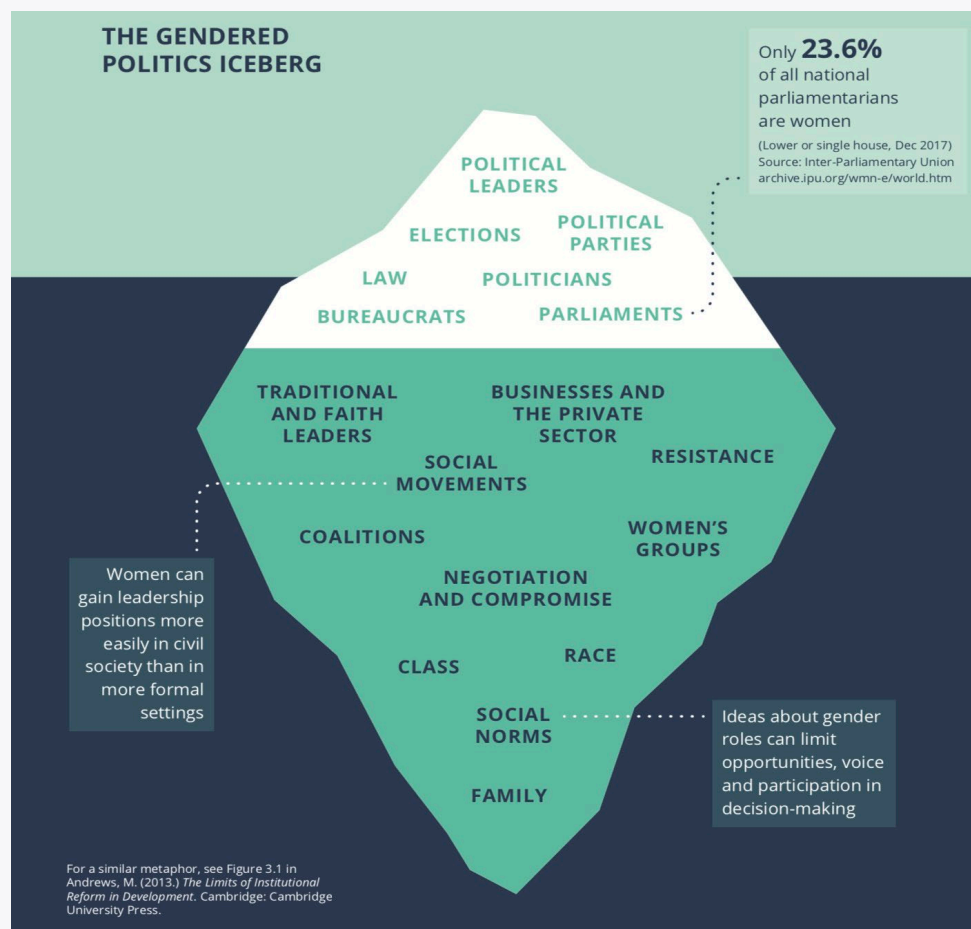 THE GENDERED
POLITICS ICEBERG
Only 23.6%
of all national
parliamentarians
are women
(Lower or single house, Dec 2017)
Source: Inter-Parliamentary Union
archive.ipu.org/wmn-e/world.htm
POLITICAL
LEADERS
ELECTIONS
POLITICAL
PARTIES
LAW
POLITICIANS
BUREAUCRATS
PARLIAMENTS
TRADITIONAL
AND FAITH
LEADERS
BUSINESSES AND
THE PRIVATE
SECTOR
SOCIAL
MOVEMENTS
RESISTANCE
COALITIONS
WOMEN'S
GROUPS
Women can
gain leadership
positions more
easily in civil
society than in
more formal
settings
NEGOTIATION
AND COMPROMISE
CLASS
RACE
SOCIAL
NORMS
Ideas about gender
roles can limit
opportunities, voice
and participation in
decision-making
FAMILY
For a similar metaphor, see Figure 3.1 in
Andrews, M. (2013.) The Limits of Institutional
Reform in Development. Cambridge: Cambridge
University Press.